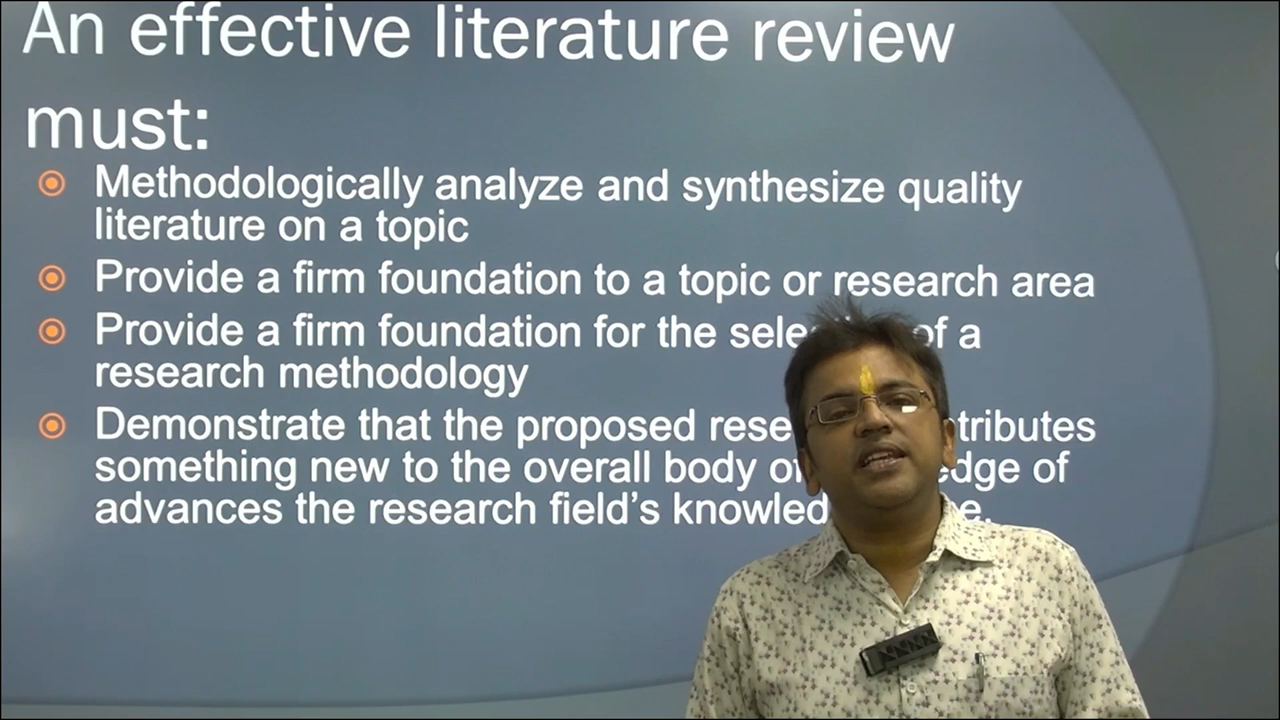 An effective literature review
must:
Methodologically analyze and synthesize quality
literature on a topic
Provide a firm foundation to a topic or research area
Provide a firm foundation for the of a
research methodology
Demonstrate that the proposed
something new to the overall body of
advances the research field's